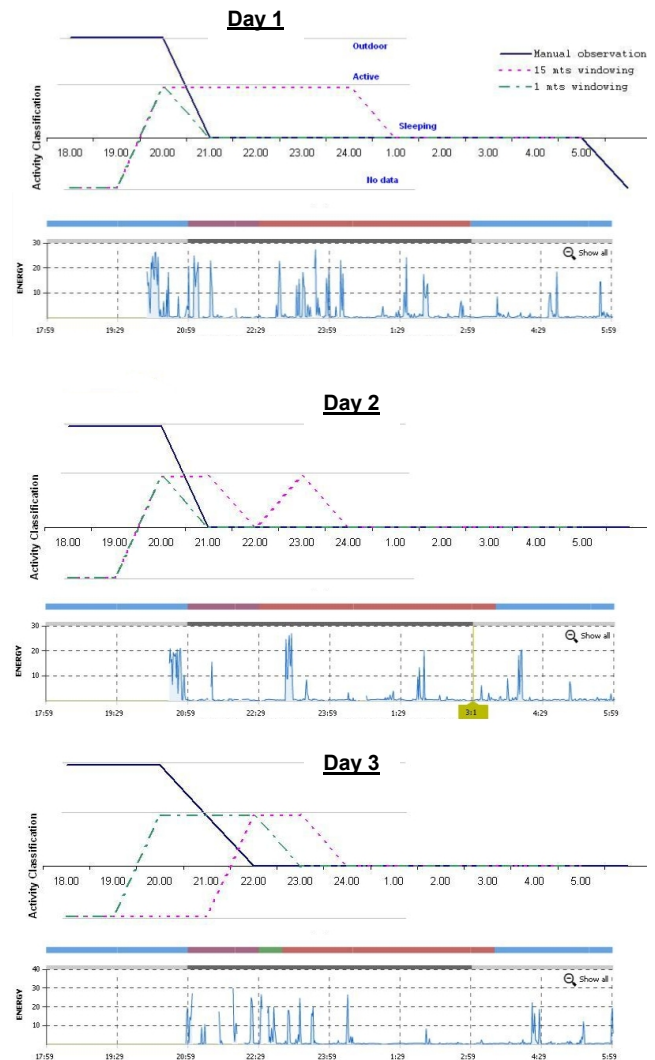 Day 1
Outdoor
Manual observation
15 mts windowing
1 mts windowing
Active
Sleeping
18.00 19.00 20.00 21.00 22.00 23.00 24.00 1.00 2.00 3.00 4.00 5.00
No data
Activity Classification
30
20
10
ENERGY
Show all
17:59 19:29 20:59 22:29 23:59 1:29 2:59 4:29 5:59
Day 2
18.00 19.00 20.00 21.00 22.00 23.00 24.00 1.00 2.00 3.00 4.00 5.00
Activity Classification
30
20
10
ENERGY
Show all
17:59 19:29 20:59 22:29 23:59 1:29 3:1 4:29 5:59
Day 3
18.00 19.00 20.00 21.00 22.00 23.00 24.00 1.00 2.00 3.00 4.00 5.00
Activity Classification
40
30
20
10
ENERGY
Show all
17:59 19:29 20:59 22:29 23:59 1:29 2:59 4:29 5:59